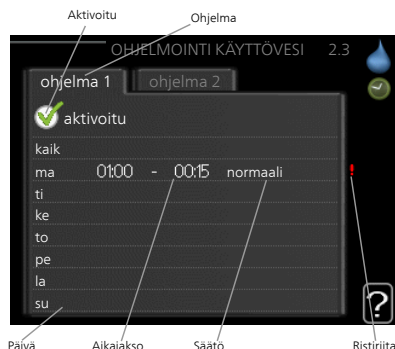 Aktivoitu
Ohjelma
OHJELMOINTI KÄYTTÖVESI 2.3
ohjelma 1 ohjelma 2
aktivoitu
kaik
ma 01:00 - 00:15 normaali !
ti
ke
to
pe
la
su
?
Päivä Aikajakso Säätö Ristiriita